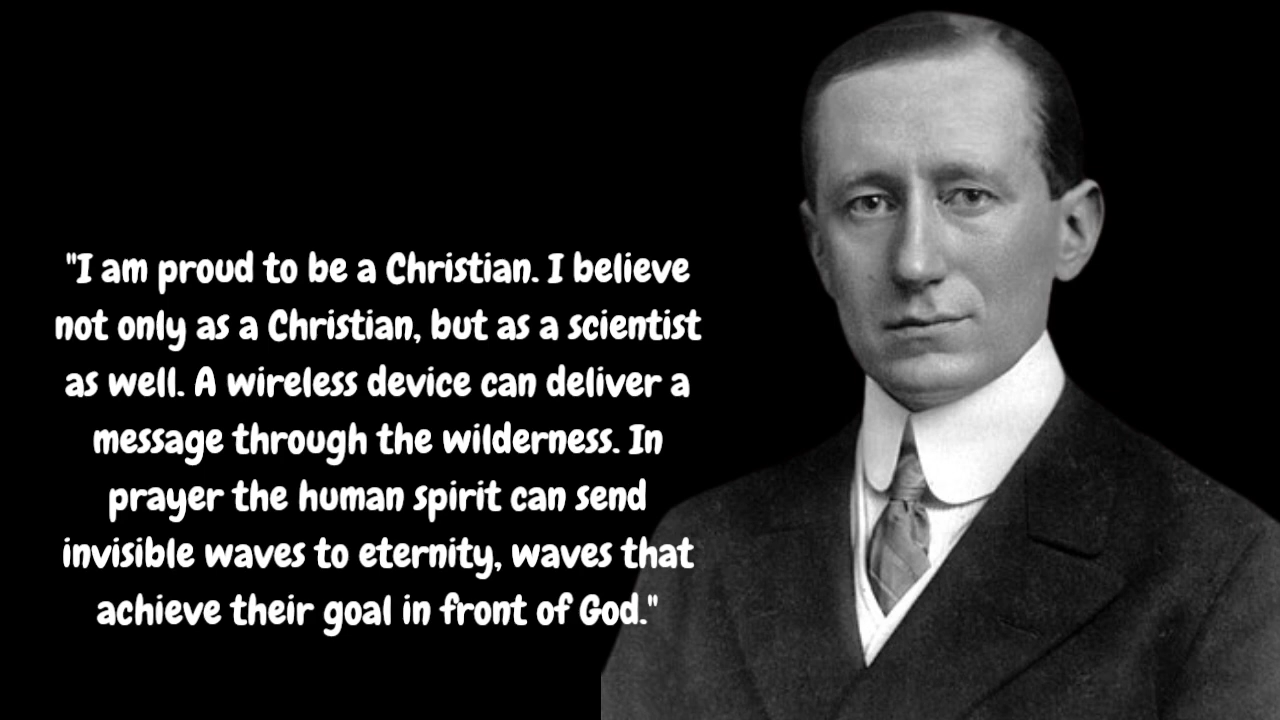 "I am proud to be a Christian. I believe
not only as a Christian, but as a scientist
as well. A wireless device can deliver a
message through the wilderness. In
prayer the human spirit can send
invisible waves to eternity, waves that
achieve their goal in front of God."